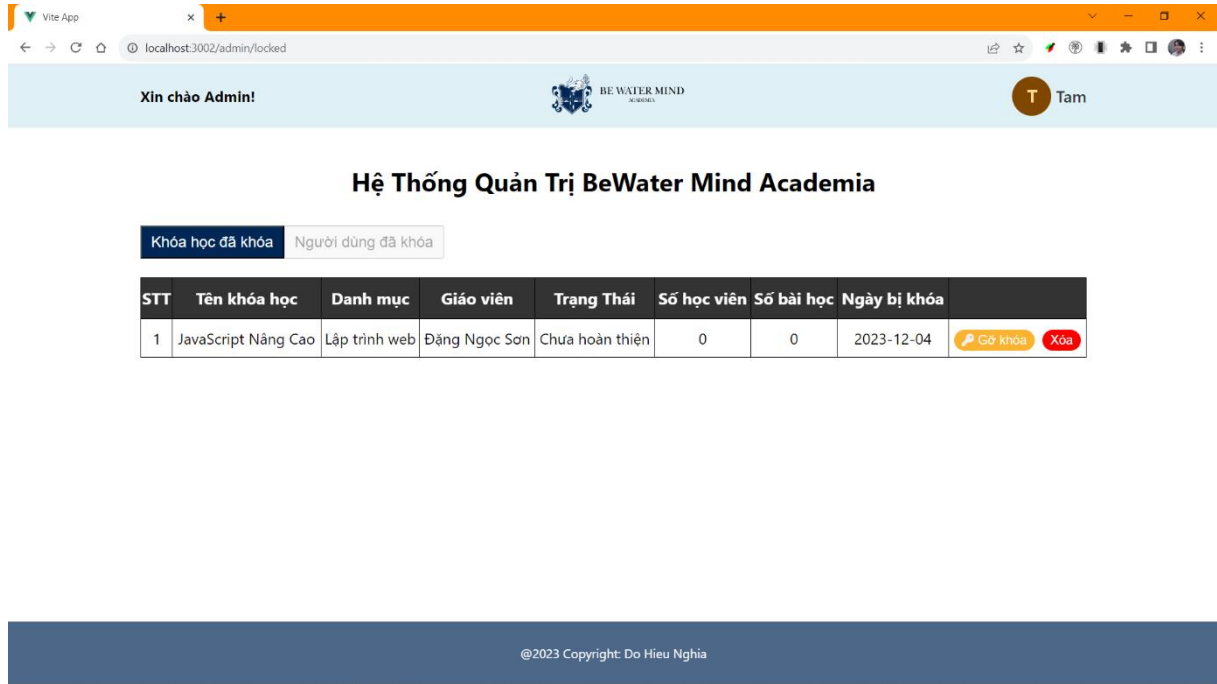 Vite App
localhost:3002/admin/locked
Xin chào Admin!
BE WATER MIND
ACADEMIA
T Tam
Hệ Thống Quản Trị BeWater Mind Academia
Khóa học đã khóa Người dùng đã khóa
STT Tên khóa học Danh mục Giáo viên Trạng Thái Số học viên Số bài học Ngày bị khóa
1 JavaScript Nâng Cao Lập trình web Đặng Ngọc Sơn Chưa hoàn thiện 0 0 2023-12-04 Gỡ khóa Xóa
@2023 Copyright: Do Hieu Nghia